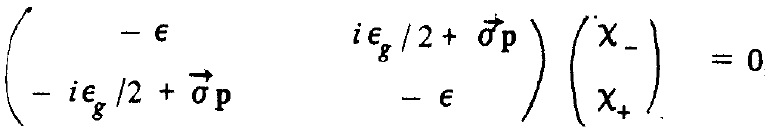 ( − ϵ    iϵ_g /2 + σ⃗p ) ( χ_− )
( − iϵ_g /2 + σ⃗p    − ϵ ) ( χ_+ ) = 0